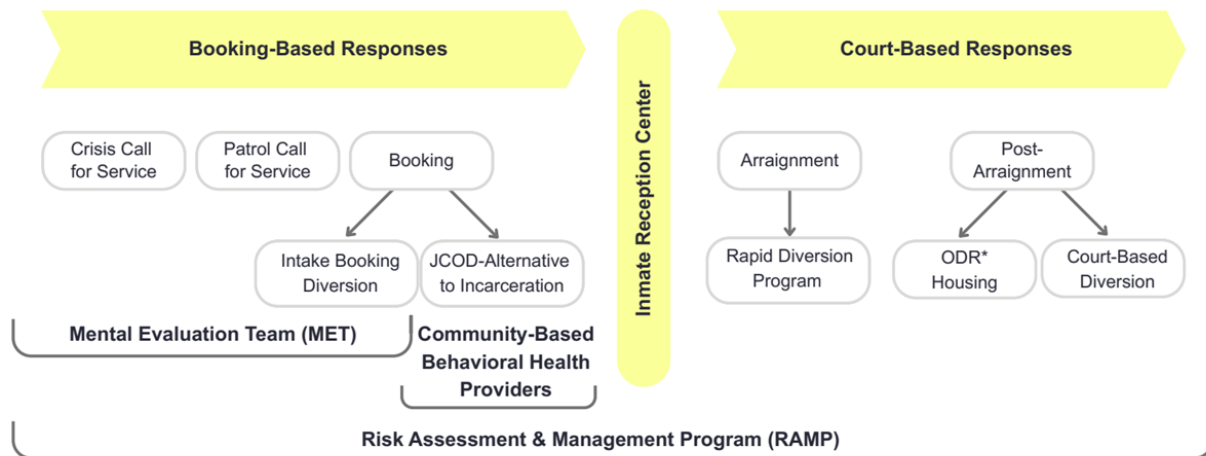 Booking-Based Responses
Court-Based Responses
Inmate Reception Center
Crisis Call
for Service
Patrol Call
for Service
Booking
Arraignment
Post-
Arraignment
Intake Booking
Diversion
JCOD-Alternative
to Incarceration
Rapid Diversion
Program
ODR*
Housing
Court-Based
Diversion
Mental Evaluation Team (MET)
Community-Based
Behavioral Health
Providers
Risk Assessment & Management Program (RAMP)